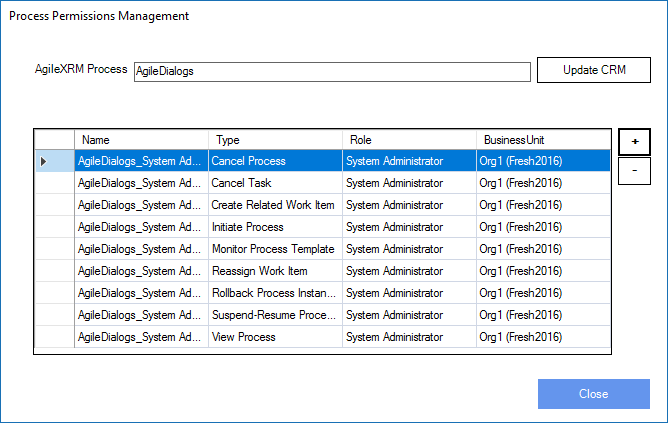 Process Permissions Management
AgileXRM Process AgileDialogs Update CRM
Name Type Role BusinessUnit +
AgileDialogs_System Ad... Cancel Process System Administrator Org1 (Fresh2016)
AgileDialogs_System Ad... Cancel Task System Administrator Org1 (Fresh2016) -
AgileDialogs_System Ad... Create Related Work Item System Administrator Org1 (Fresh2016)
AgileDialogs_System Ad... Initiate Process System Administrator Org1 (Fresh2016)
AgileDialogs_System Ad... Monitor Process Template System Administrator Org1 (Fresh2016)
AgileDialogs_System Ad... Reassign Work Item System Administrator Org1 (Fresh2016)
AgileDialogs_System Ad... Rollback Process Instan... System Administrator Org1 (Fresh2016)
AgileDialogs_System Ad... Suspend-Resume Proce... System Administrator Org1 (Fresh2016)
AgileDialogs_System Ad... View Process System Administrator Org1 (Fresh2016)
Close